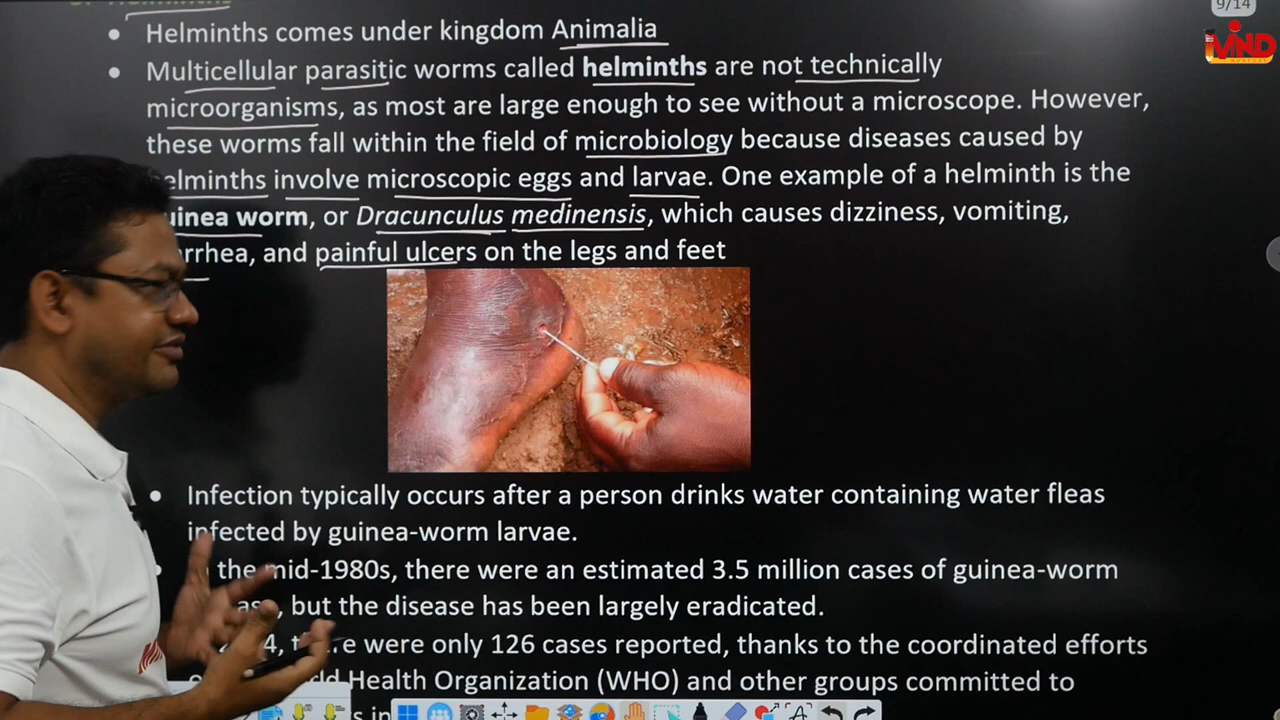 9/14
Helminths comes under kingdom Animalia
MIND
Multicellular parasitic worms called helminths are not technically
microorganisms, as most are large enough to see without a microscope. However,
these worms fall within the field of microbiology because diseases caused by
elminths involve microscopic eggs and larvae. One example of a helminth is the
uinea worm, or Dracunculus medinensis, which causes dizziness, vomiting,
rrhea, and painful ulcers on the legs and feet
Infection typically occurs after a person drinks water containing water fleas
infected by guinea-worm larvae.
the mid-1980s, there were an estimated 3.5 million cases of guinea-worm
but the disease has been largely eradicated.
4, there were only 126 cases reported, thanks to the coordinated efforts
Health Organization (WHO) and other groups committed to